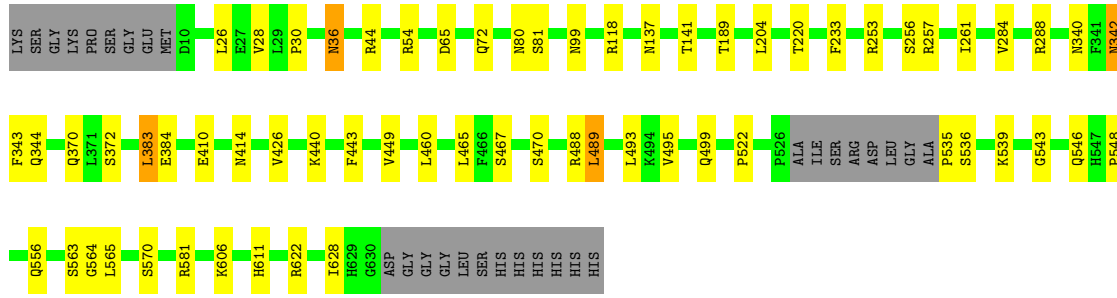 LYS SER GLY LYS PRO SER GLY GLU MET D10 L26 E27 V28 L29 P30 N36 R44 R54 D65 Q72 N80 S81 N99 R118 N137 T141 T189 L204 T220 F233 R253 S256 R257 I261 V284 R288 N340 F341 N342
F343 Q344 Q370 L371 S372 L383 E384 E410 N414 V426 K440 F443 V449 L460 L465 F466 S467 S470 R488 L489 L493 K494 V495 Q499 P522 P526 ALA ILE SER ARG ASP LEU GLY ALA P535 S536 K539 G543 Q546 H547 P548
Q556 S563 G564 L565 S570 R581 K606 H611 R622 I628 H629 G630 ASP GLY GLY GLY LEU SER HIS HIS HIS HIS HIS HIS